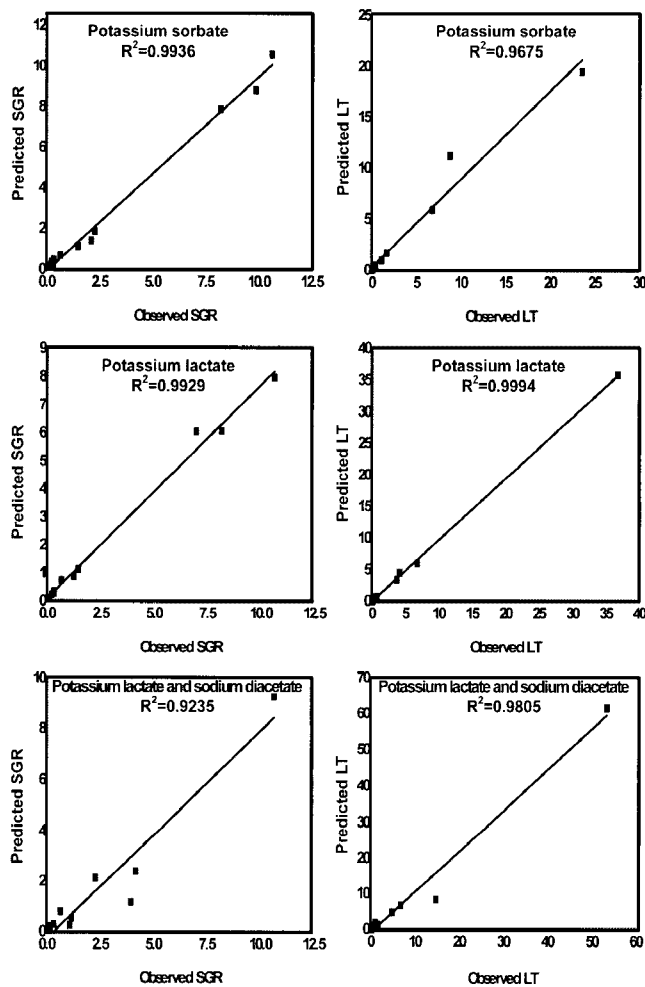 Potassium sorbate
R²=0.9936
Predicted SGR
12
10
8
6
4
2
0
0 2.5 5.0 7.5 10.0 12.5
Observed SGR
Potassium sorbate
R²=0.9675
Predicted LT
25
20
15
10
5
0
0 5 10 15 20 25 30
Observed LT
Potassium lactate
R²=0.9929
Predicted SGR
9
8
7
6
5
4
3
2
1
0
0.0 2.5 5.0 7.5 10.0 12.5
Observed SGR
Potassium lactate
R²=0.9994
Predicted LT
40
35
30
25
20
15
10
5
0
0 5 10 15 20 25 30 35 40
Observed LT
Potassium lactate and sodium diacetate
R²=0.9235
Predicted SGR
10
8
6
4
2
0
0.0 2.5 5.0 7.5 10.0 12.5
Observed SGR
Potassium lactate and sodium diacetate
R²=0.9805
Predicted LT
70
60
50
40
30
20
10
0
0 10 20 30 40 50 60
Observed LT